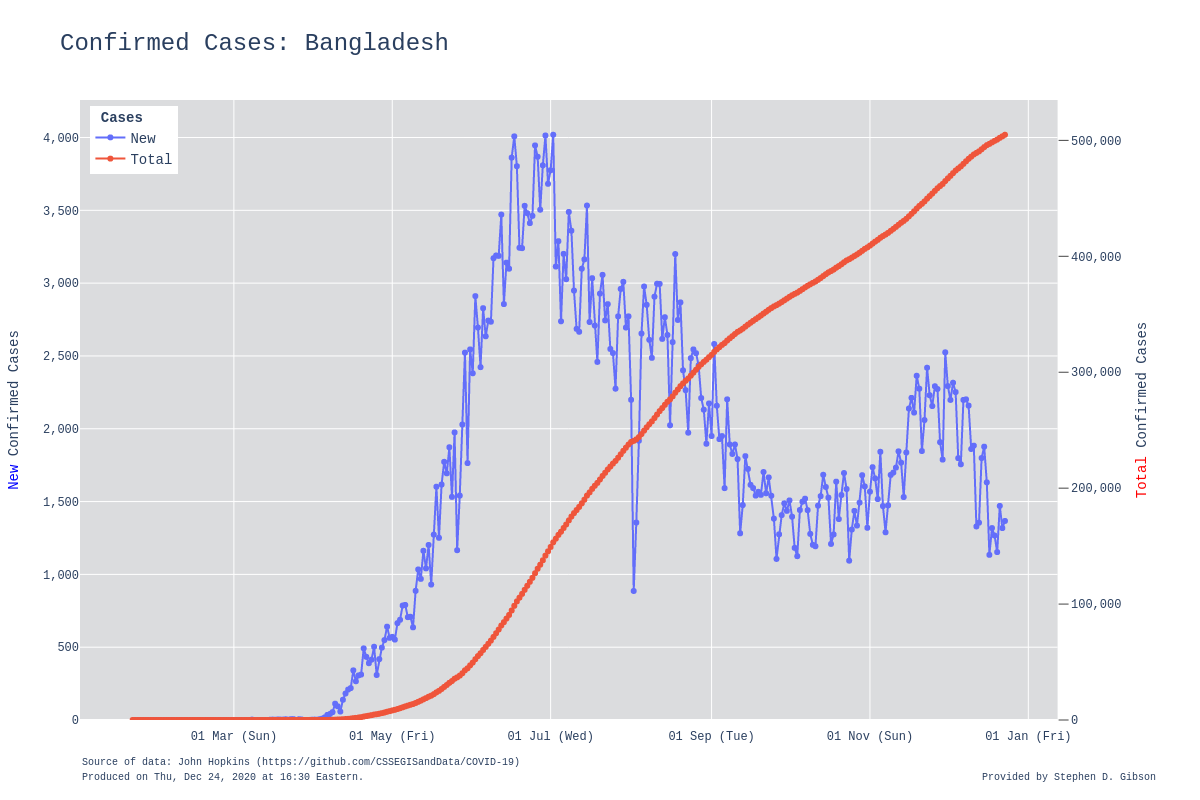 Confirmed Cases: Bangladesh
Cases
New
Total
4,000
3,500
3,000
2,500
2,000
1,500
1,000
500
0
New Confirmed Cases
500,000
400,000
300,000
200,000
100,000
0
Total Confirmed Cases
01 Mar (Sun) 01 May (Fri) 01 Jul (Wed) 01 Sep (Tue) 01 Nov (Sun) 01 Jan (Fri)
Source of data: John Hopkins (https://github.com/CSSEGISandData/COVID-19)
Produced on Thu, Dec 24, 2020 at 16:30 Eastern.
Provided by Stephen D. Gibson